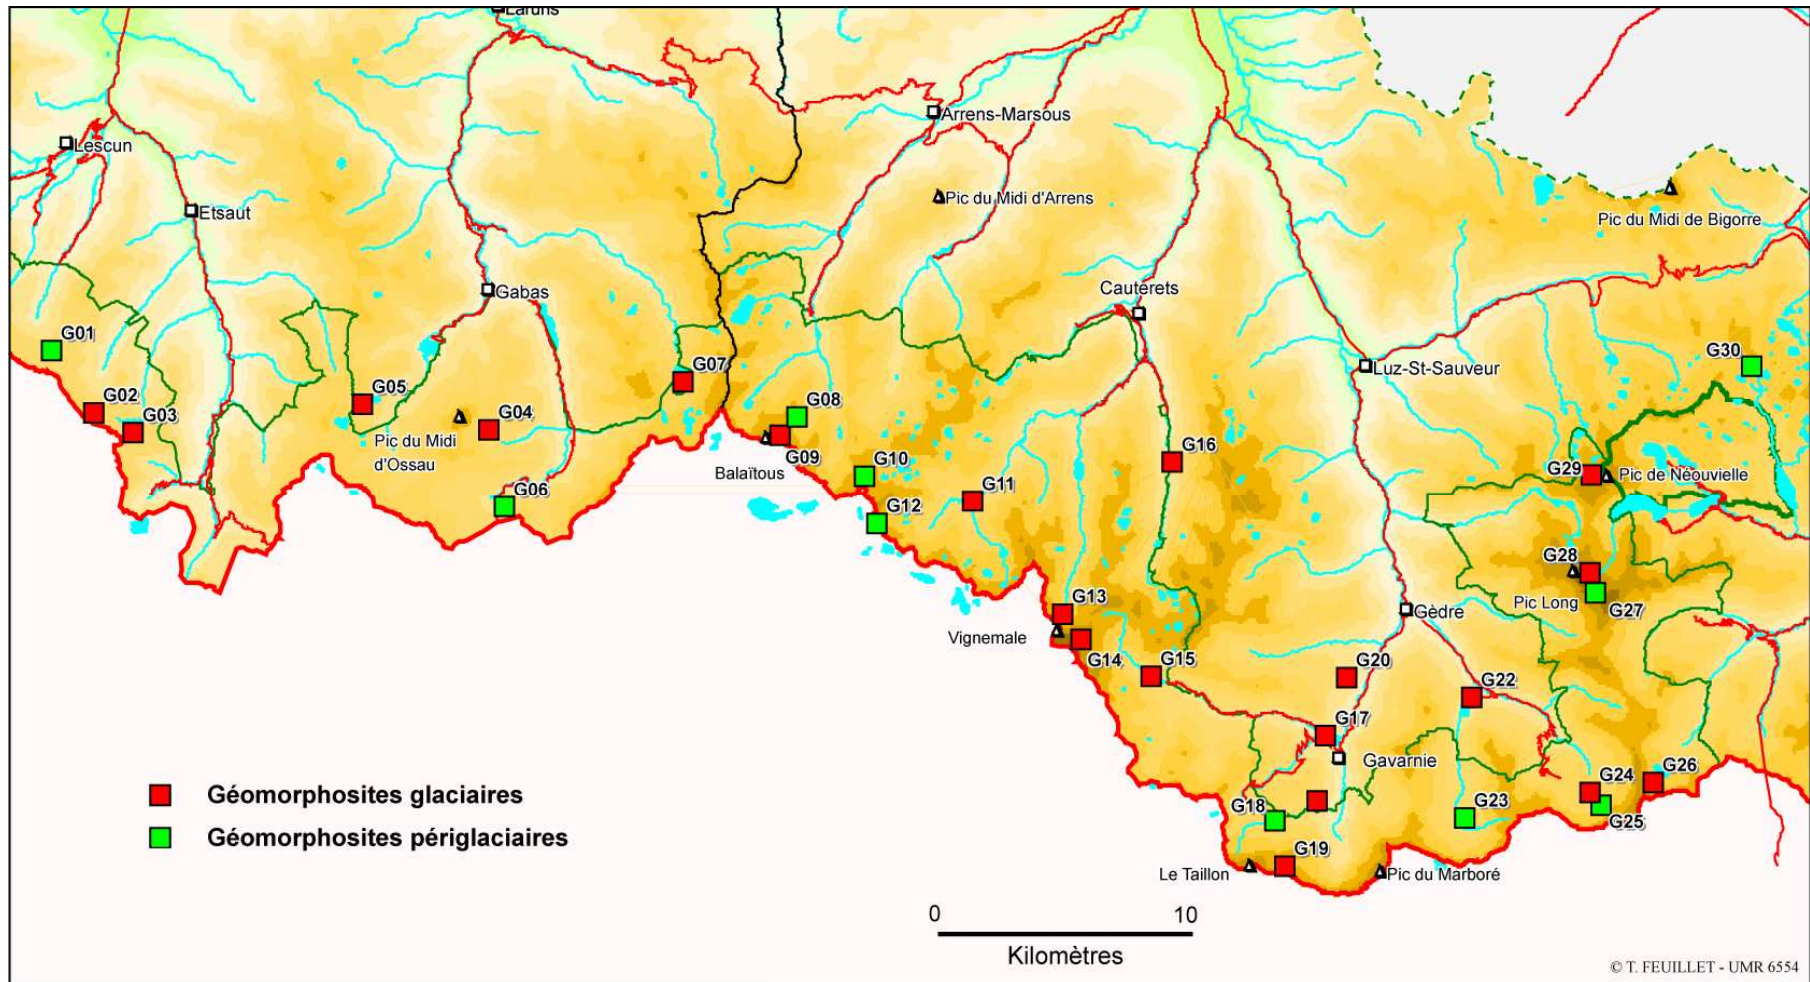 Laruns
Arrens-Marsous
Lescun
Pic du Midi d'Arrens
Pic du Midi de Bigorre
Etsaut
Gabas
Cauterets
G01
G30
Luz-St-Sauveur
G07
G02
G05
G08
G03
G04
Pic du Midi
d'Ossau
G09
G16
Balaïtous
G10
G29
Pic de Néouvielle
G06
G11
G12
G28
Pic Long
G27
G13
Gèdre
Vignemale
G14
G15
G20
G22
G17
Gavarnie
G24
G26
Géomorphosites glaciaires
G18
G23
G25
Géomorphosites périglaciaires
G19
Le Taillon
Pic du Marboré
0 10
Kilomètres
© T. FEUILLET - UMR 6554